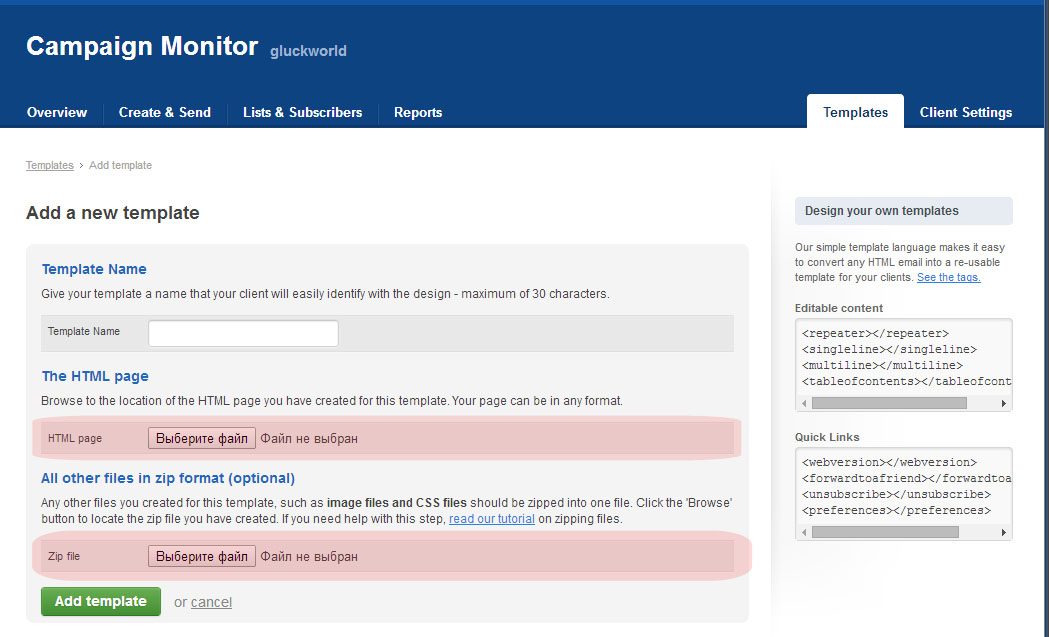 Campaign Monitor gluckworld
Overview Create & Send Lists & Subscribers Reports Templates Client Settings
Templates › Add template
Add a new template
Template Name
Give your template a name that your client will easily identify with the design - maximum of 30 characters.
Template Name
The HTML page
Browse to the location of the HTML page you have created for this template. Your page can be in any format.
HTML page Выберите файл Файл не выбран
All other files in zip format (optional)
Any other files you created for this template, such as image files and CSS files should be zipped into one file. Click the 'Browse'
button to locate the zip file you have created. If you need help with this step, read our tutorial on zipping files.
Zip file Выберите файл Файл не выбран
Add template or cancel
Design your own templates
Our simple template language makes it easy
to convert any HTML email into a re-usable
template for your clients. See the tags.
Editable content
<repeater></repeater>
<singleline></singleline>
<multiline></multiline>
<tableofcontents></tableofcont
Quick Links
<webversion></webversion>
<forwardtoafriend></forwardtoa
<unsubscribe></unsubscribe>
<preferences></preferences>